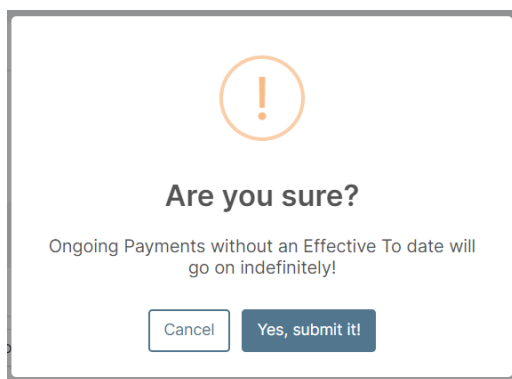 !
Are you sure?
Ongoing Payments without an Effective To date will
go on indefinitely!
Cancel
Yes, submit it!